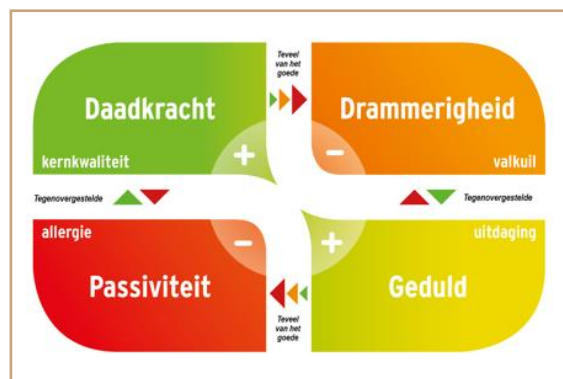 Teveel
van het
goede
Daadkracht
Drammerigheid
kernkwaliteit
valkuil
Tegenovergestelde
Tegenovergestelde
allergie
uitdaging
Passiviteit
Geduld
Teveel
van het
goede